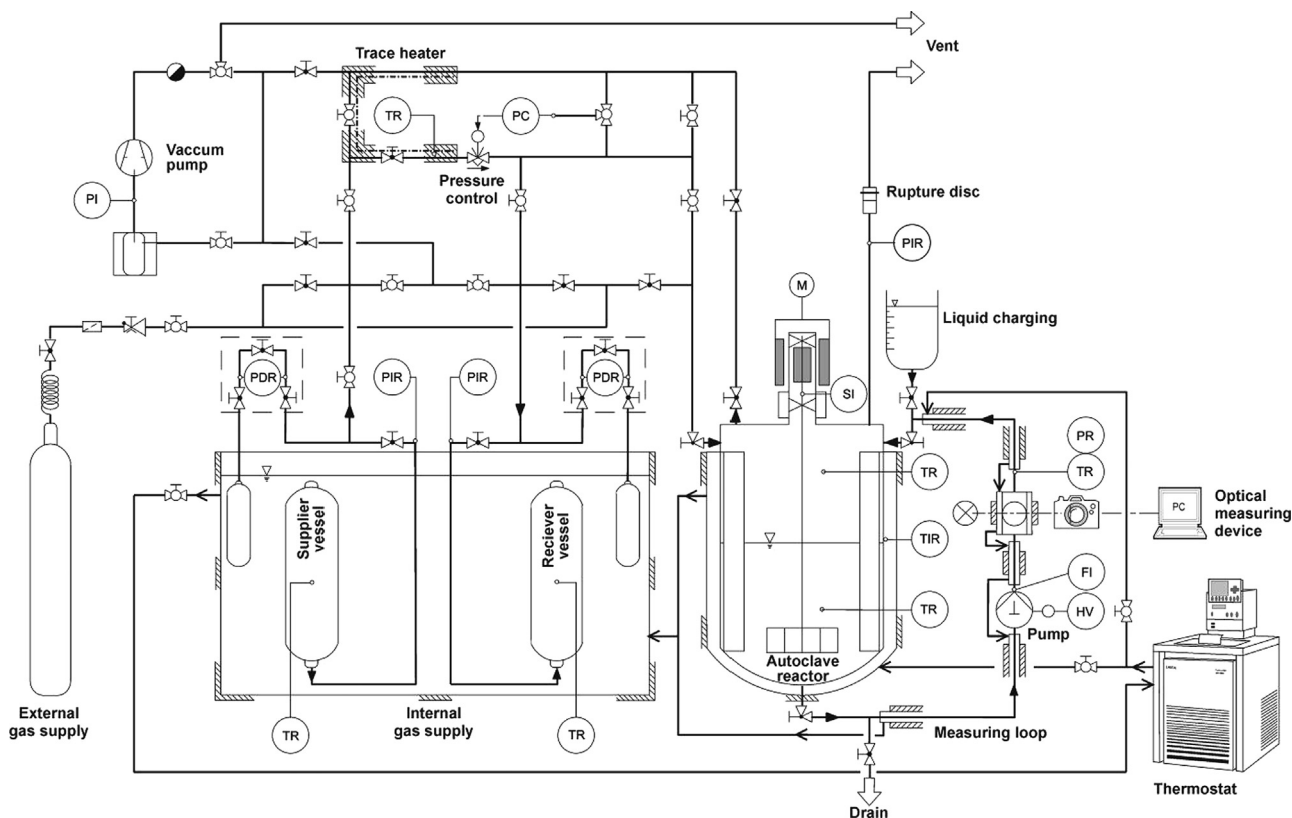 Vent
Trace heater
TR
PC
Vaccum
pump
PI
Pressure
control
Rupture disc
PIR
M
Liquid charging
PDR
PIR
PIR
PDR
SI
PR
TR
TR
Supplier
vessel
Reciever
vessel
PC
Optical
measuring
device
TIR
FI
TR
HV
Pump
Autoclave
reactor
External
gas supply
TR
Internal
gas supply
TR
Measuring loop
Thermostat
Drain